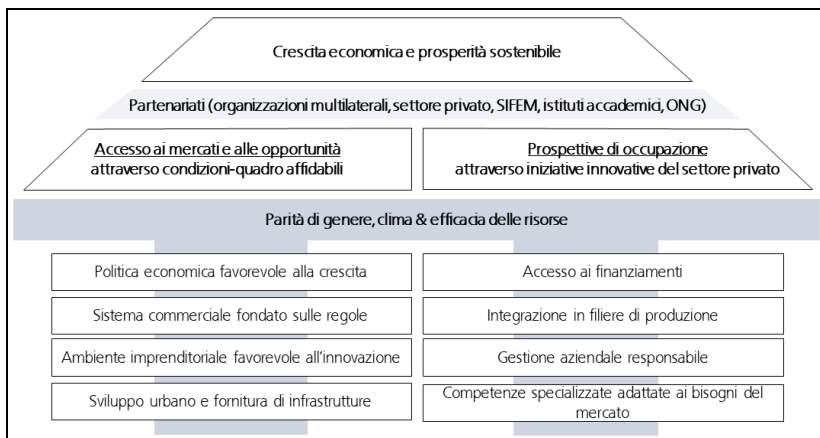 Crescita economica e prosperità sostenibile
Partenariati (organizzazioni multilaterali, settore privato, SIFEM, istituti accademici, ONG)
Accesso ai mercati e alle opportunità
attraverso condizioni-quadro affidabili
Prospettive di occupazione
attraverso iniziative innovative del settore privato
Parità di genere, clima & efficacia delle risorse
Politica economica favorevole alla crescita
Sistema commerciale fondato sulle regole
Ambiente imprenditoriale favorevole all'innovazione
Sviluppo urbano e fornitura di infrastrutture
Accesso ai finanziamenti
Integrazione in filiere di produzione
Gestione aziendale responsabile
Competenze specializzate adattate ai bisogni del
mercato